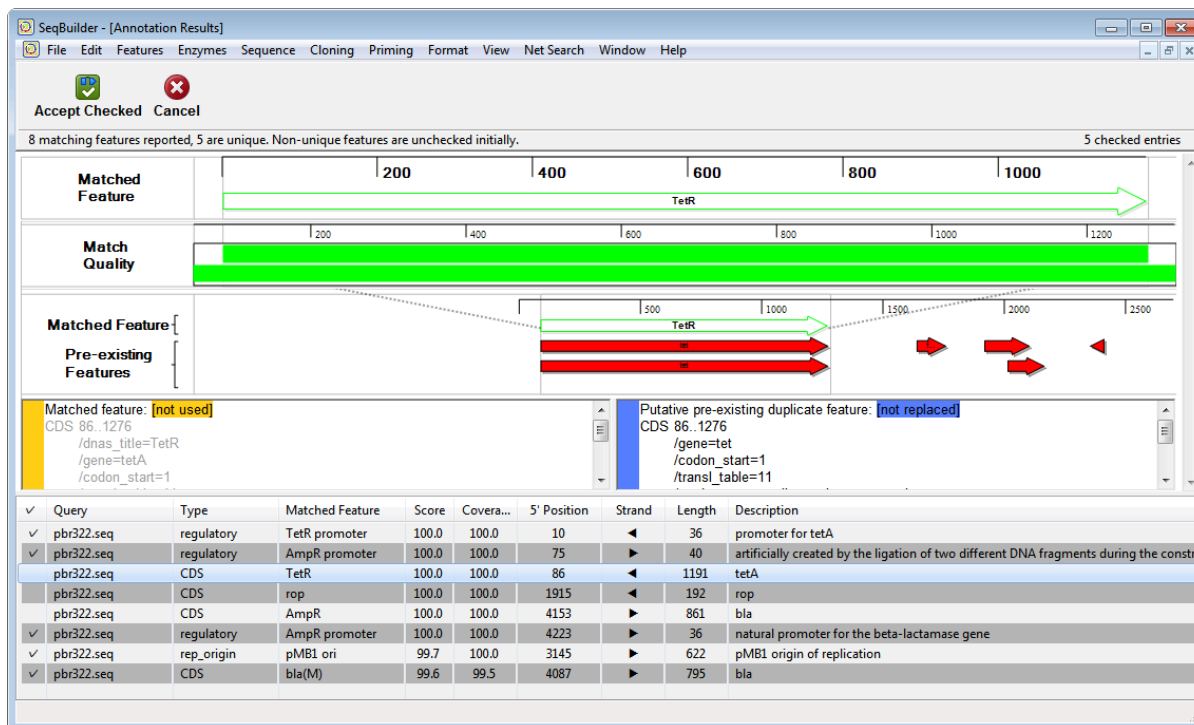 SeqBuilder - [Annotation Results]
File Edit Features Enzymes Sequence Cloning Priming Format View Net Search Window Help
Accept Checked Cancel
8 matching features reported, 5 are unique. Non-unique features are unchecked initially. 5 checked entries
Matched Feature
200 400 600 800 1000
TetR
Match Quality
200 400 600 800 1000 1200
500 1000 1500 2000 2500
Matched Feature
TetR
Pre-existing Features
Matched feature: [not used]
CDS 86..1276
/dnas_title=TetR
/gene=tetA
/codon_start=1
Putative pre-existing duplicate feature: [not replaced]
CDS 86..1276
/gene=tet
/codon_start=1
/transl_table=11
✓ Query Type Matched Feature Score Covera... 5' Position Strand Length Description
✓ pbr322.seq regulatory TetR promoter 100.0 100.0 10 ◄ 36 promoter for tetA
✓ pbr322.seq regulatory AmpR promoter 100.0 100.0 75 ► 40 artificially created by the ligation of two different DNA fragments during the constr
pbr322.seq CDS TetR 100.0 100.0 86 ◄ 1191 tetA
pbr322.seq CDS rop 100.0 100.0 1915 ◄ 192 rop
pbr322.seq CDS AmpR 100.0 100.0 4153 ► 861 bla
✓ pbr322.seq regulatory AmpR promoter 100.0 100.0 4223 ► 36 natural promoter for the beta-lactamase gene
✓ pbr322.seq rep_origin pMB1 ori 99.7 100.0 3145 ► 622 pMB1 origin of replication
✓ pbr322.seq CDS bla(M) 99.6 99.5 4087 ► 795 bla